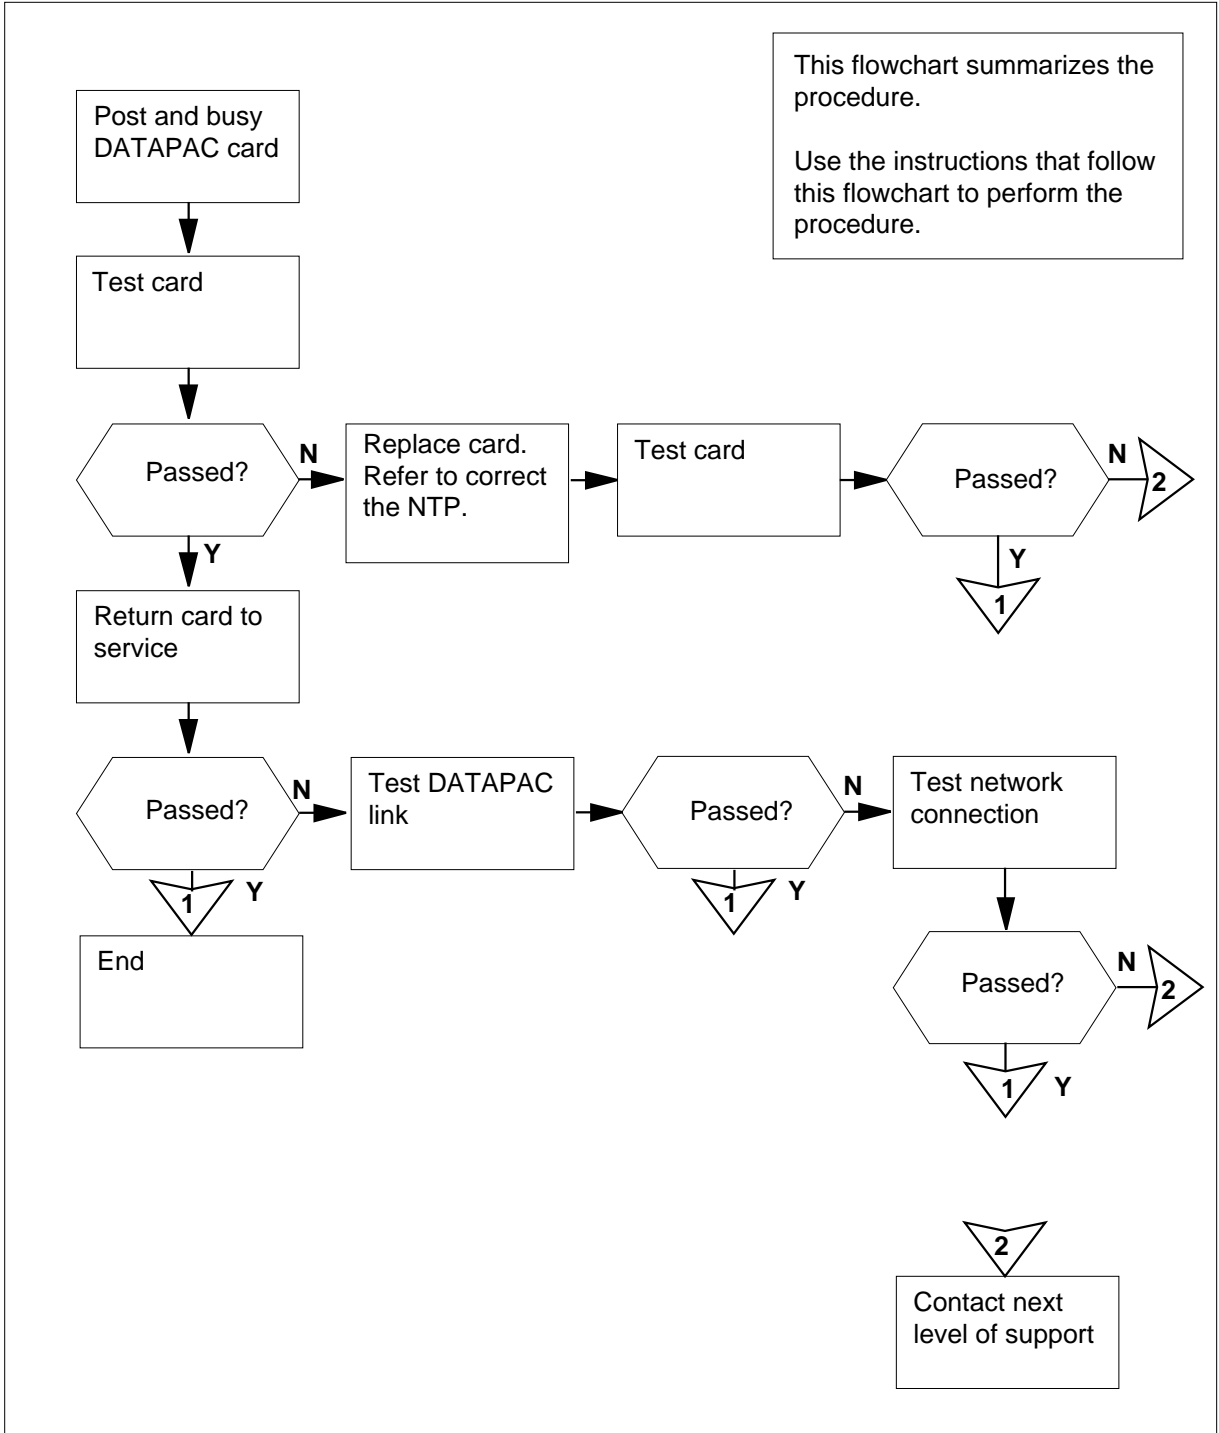 This flowchart summarizes the
procedure.
Use the instructions that follow
this flowchart to perform the
procedure.
Post and busy
DATAPAC card
Test card
Passed?
N
Replace card.
Refer to correct
the NTP.
Test card
Passed?
N
2
Y
1
Y
Return card to
service
Passed?
N
Test DATAPAC
link
Passed?
N
Test network
connection
1
Y
1
Y
End
Passed?
N
2
1
Y
2
Contact next
level of support